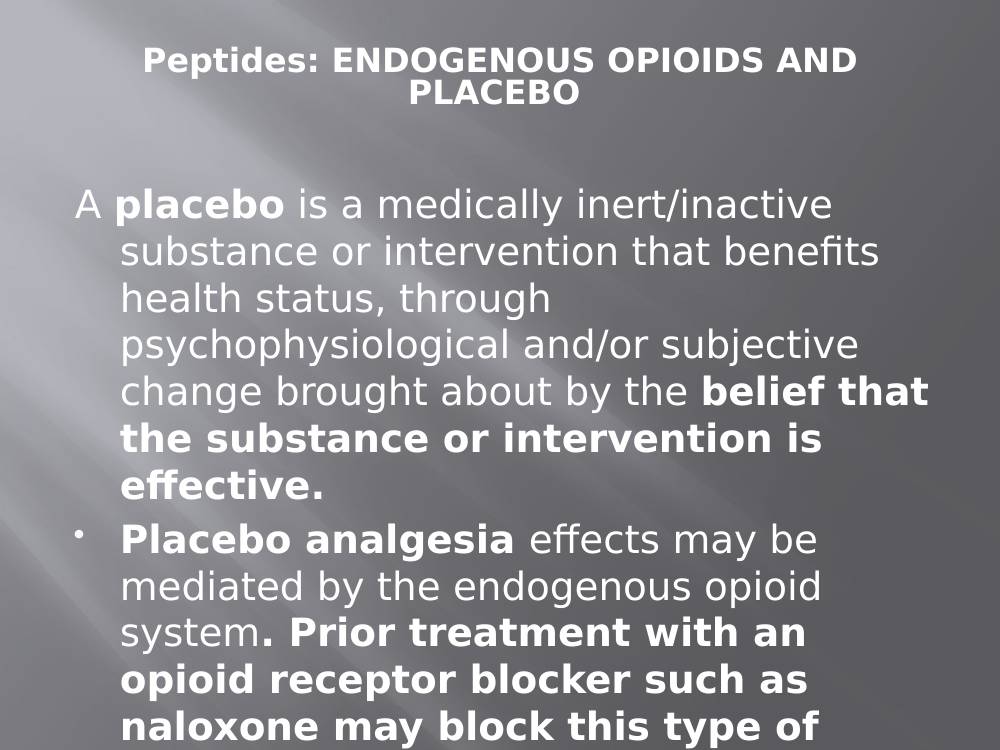 Peptides: ENDOGENOUS OPIOIDS AND
PLACEBO
A placebo is a medically inert/inactive
substance or intervention that benefits
health status, through
psychophysiological and/or subjective
change brought about by the belief that
the substance or intervention is
effective.
• Placebo analgesia effects may be
mediated by the endogenous opioid
system. Prior treatment with an
opioid receptor blocker such as
naloxone may block this type of